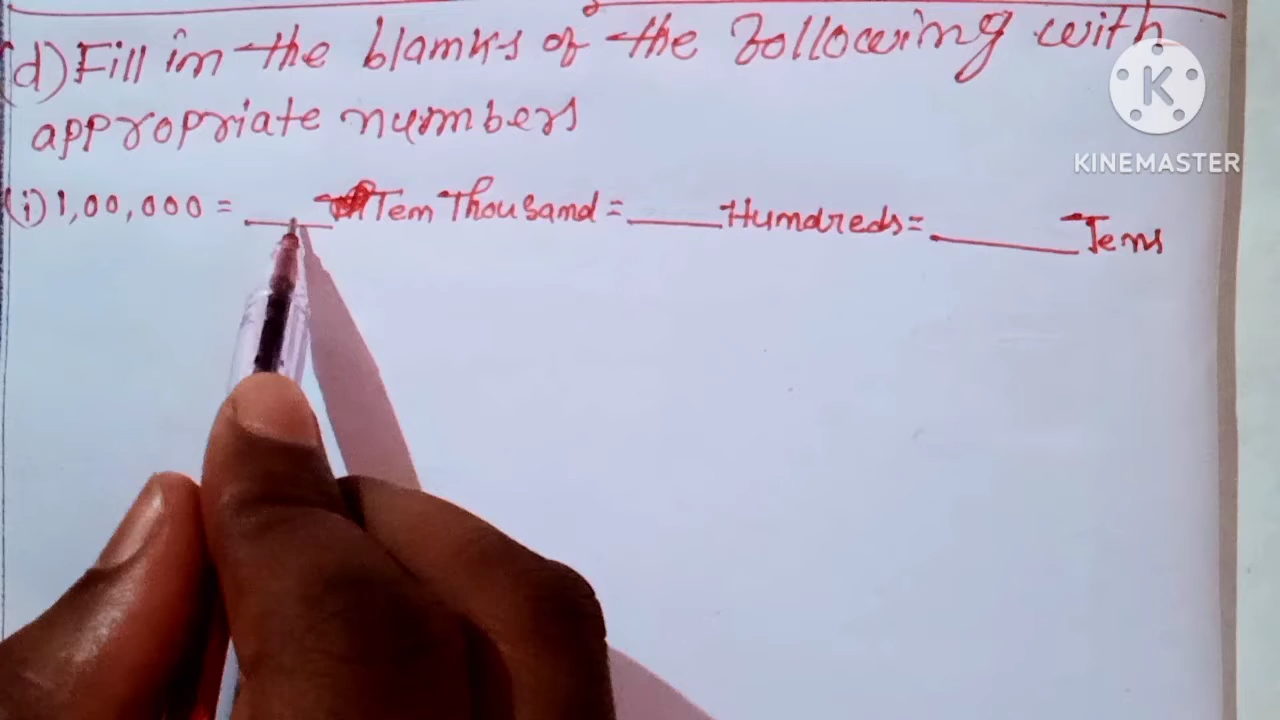 (d) Fill in the blanks of the following with
appropriate numbers
(i) 1,00,000 = ____ Ten Thousand = ____ Hundreds = ____ Tens
K
KINEMASTER